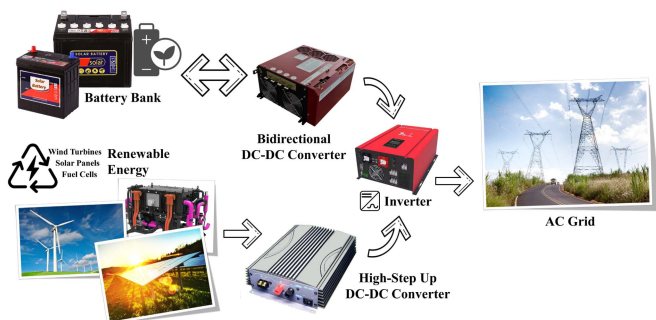 SOLAR BATTERY
solar
Solar
Battery
Battery Bank
Bidirectional
DC-DC Converter
Wind Turbines
Solar Panels
Fuel Cells
Renewable
Energy
Inverter
AC Grid
High-Step Up
DC-DC Converter